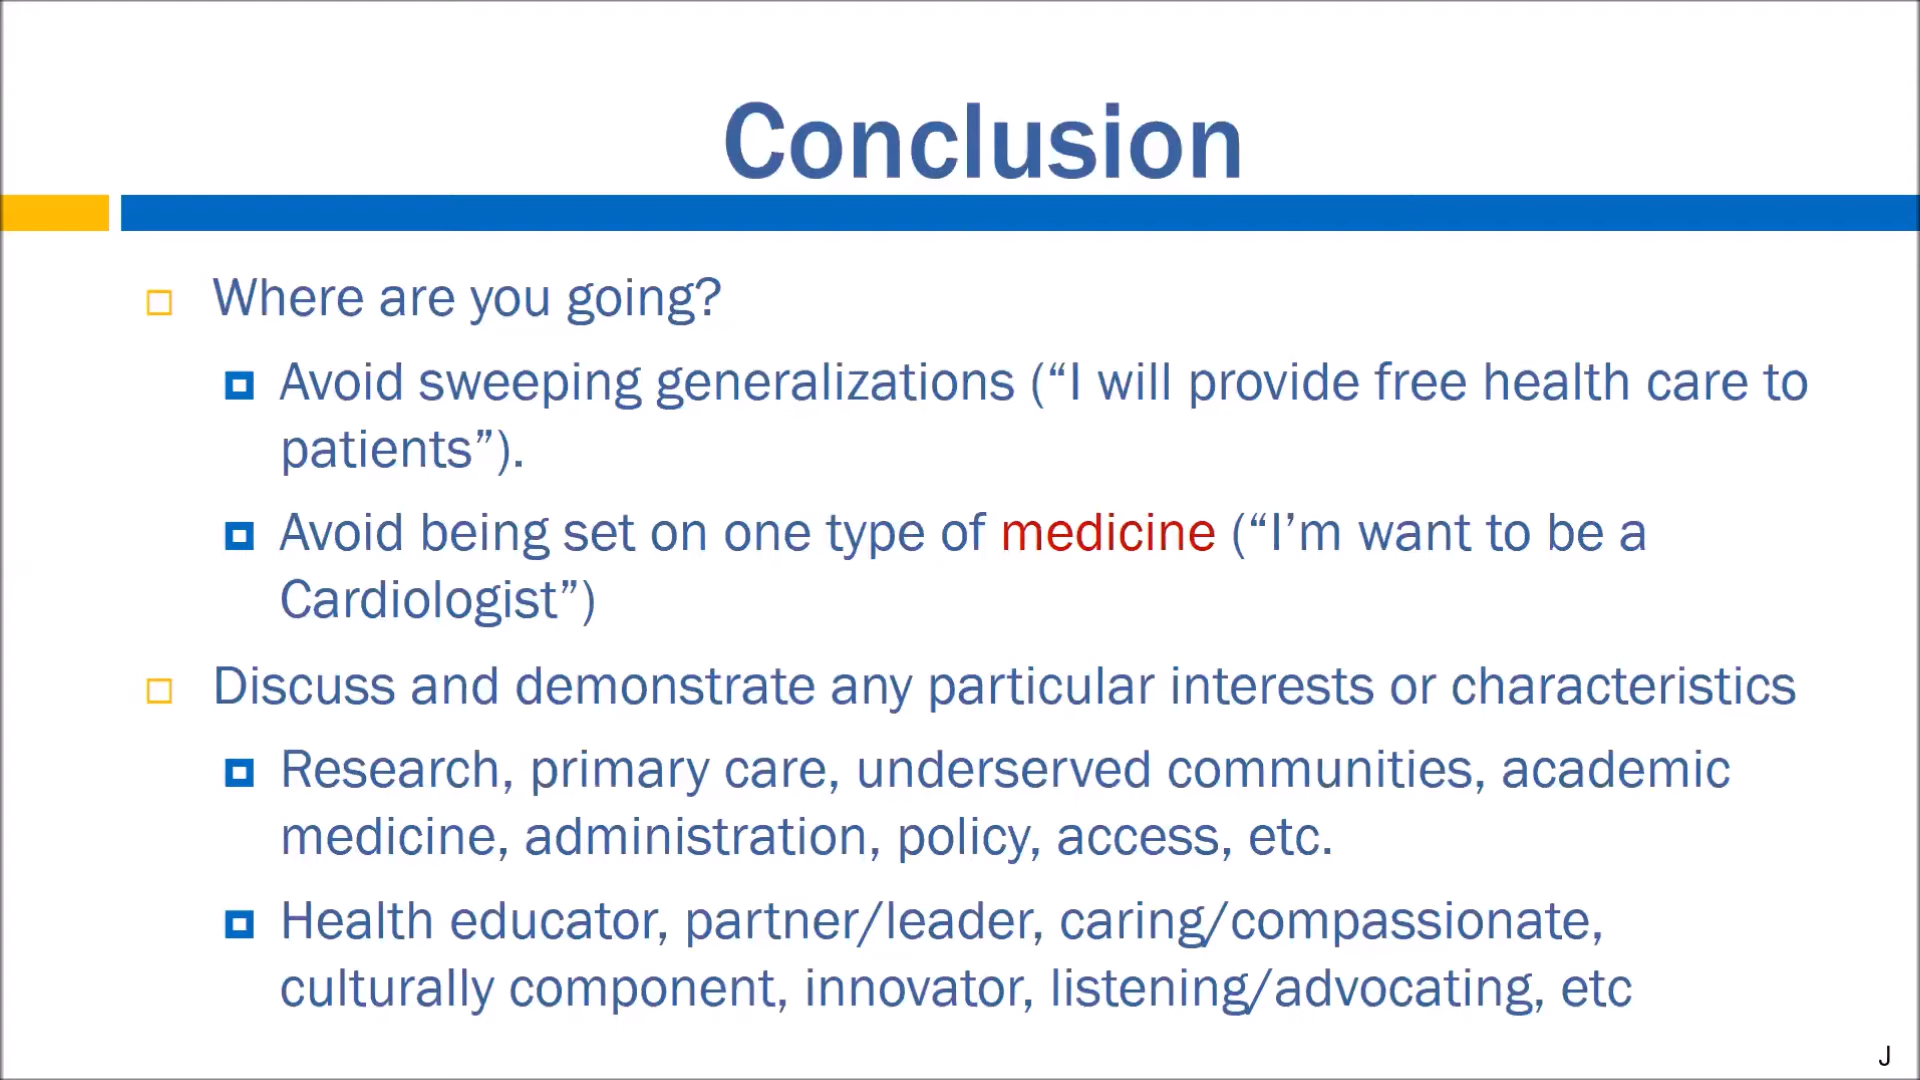 Conclusion
Where are you going?
Avoid sweeping generalizations (“I will provide free health care to
patients”).
Avoid being set on one type of medicine (“I’m want to be a
Cardiologist”)
Discuss and demonstrate any particular interests or characteristics
Research, primary care, underserved communities, academic
medicine, administration, policy, access, etc.
Health educator, partner/leader, caring/compassionate,
culturally component, innovator, listening/advocating, etc
J